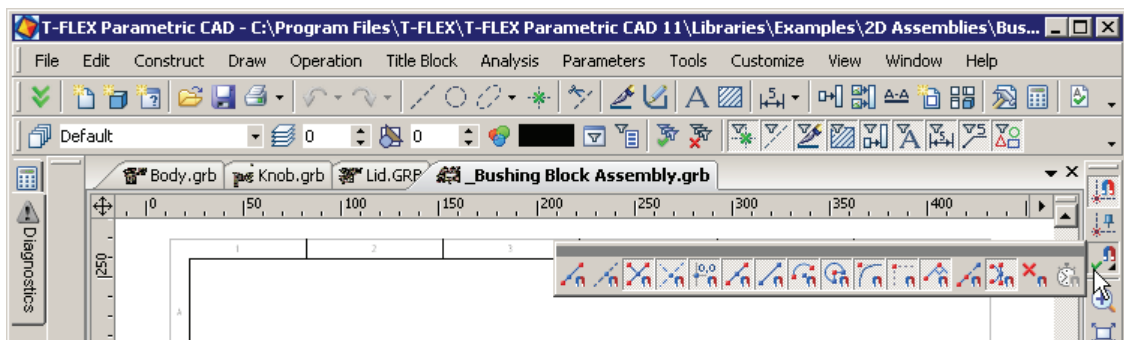 T-FLEX Parametric CAD - C:\Program Files\T-FLEX\T-FLEX Parametric CAD 11\Libraries\Examples\2D Assemblies\Bus...
File Edit Construct Draw Operation Title Block Analysis Parameters Tools Customize View Window Help
Default 0 0
Body.grb Knob.grb Lid.GRP _Bushing Block Assembly.grb
0 50 100 150 200 250 300 350 400
Diagnostics
250
1 2 3
0,0
A